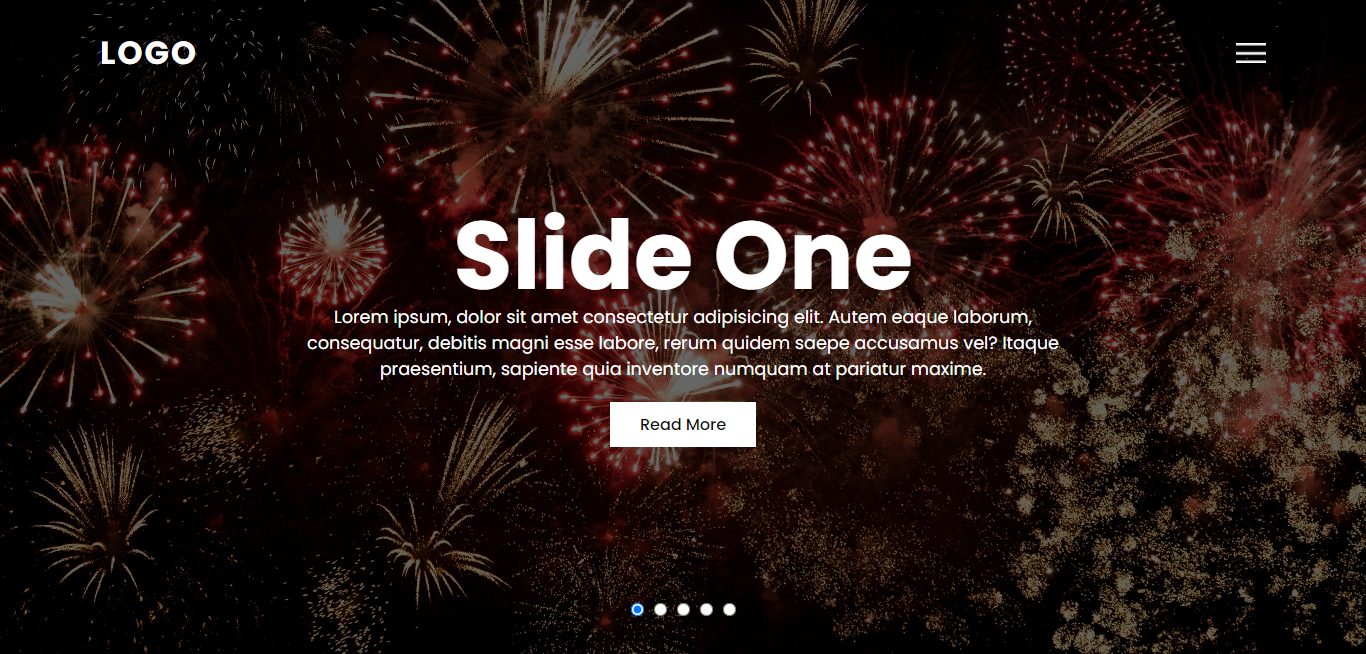 LOGO
Slide One
Lorem ipsum, dolor sit amet consectetur adipisicing elit. Autem eaque laborum,
consequatur, debitis magni esse labore, rerum quidem saepe accusamus vel? Itaque
praesentium, sapiente quia inventore numquam at pariatur maxime.
Read More